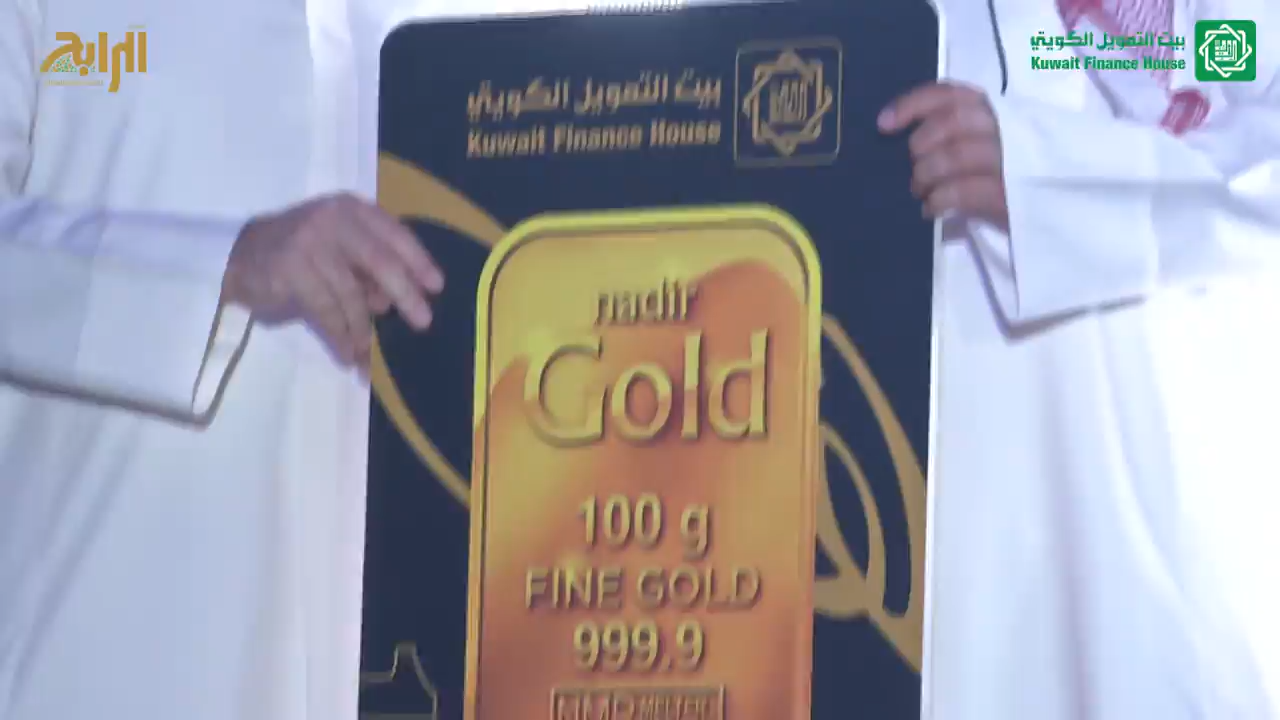 الرابح
بيت التمويل الكويتي
Kuwait Finance House
بيت التمويل الكويتي
Kuwait Finance House
nadir
Gold
100 g
FINE GOLD
999.9